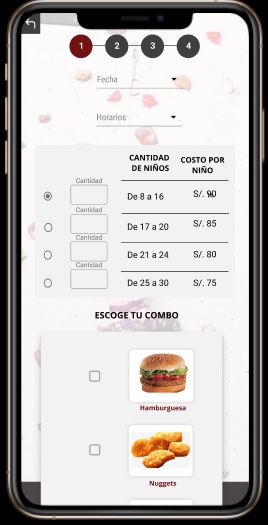 1 2 3 4
Fecha
Horarios
CANTIDAD DE NIÑOS
COSTO POR NIÑO
Cantidad
De 8 a 16 S/. 90
Cantidad
De 17 a 20 S/. 85
Cantidad
De 21 a 24 S/. 80
Cantidad
De 25 a 30 S/. 75
ESCOGE TU COMBO
Hamburguesa
Nuggets